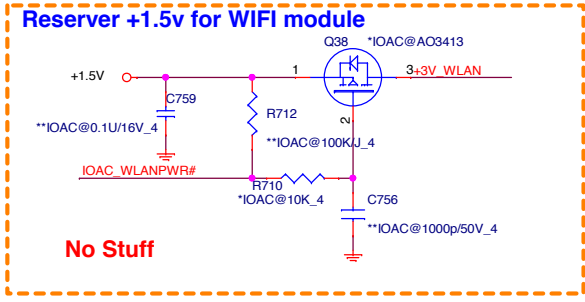 Reserver +1.5v for WIFI module
Q38 *IOAC@AO3413
+1.5V 1 3 +3V_WLAN
C759
R712
**IOAC@0.1U/16V_4
2
**IOAC@100K/J_4
IOAC_WLANPWR#
R710
*IOAC@10K_4
C756
**IOAC@1000p/50V_4
No Stuff